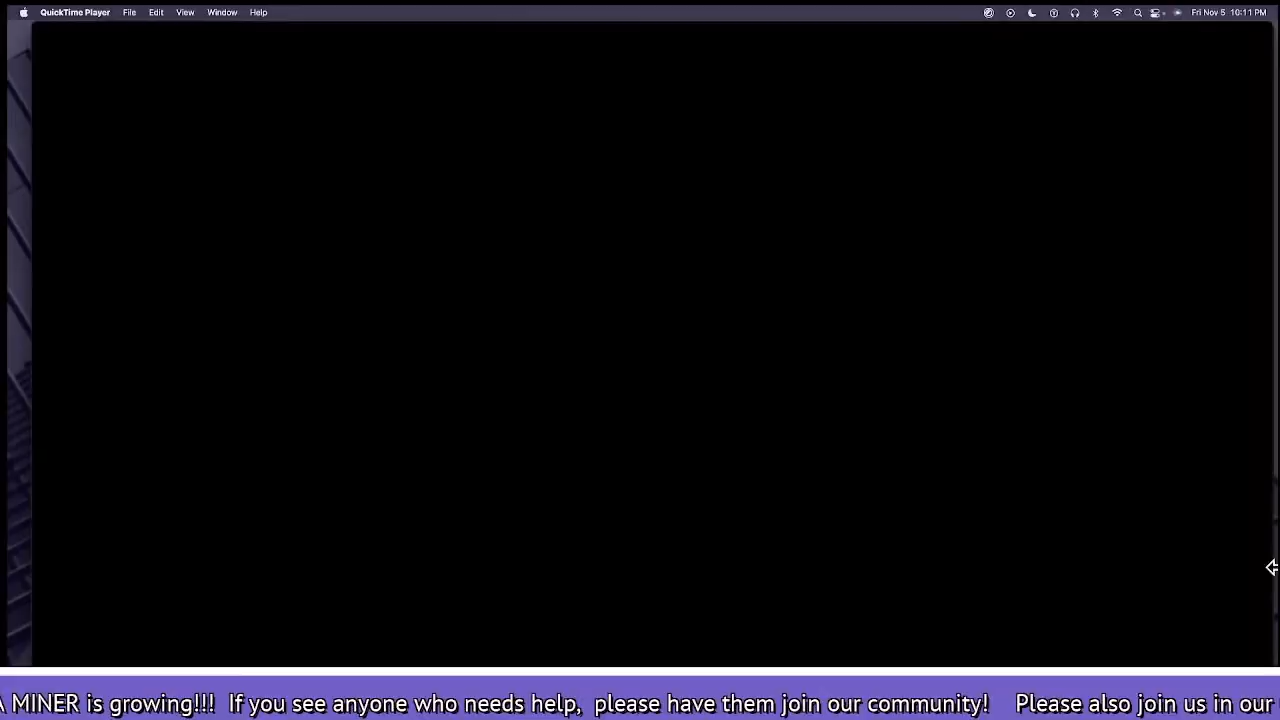 QuickTime Player File Edit View Window Help Fri Nov 5 10:11 PM
A MINER is growing!!! If you see anyone who needs help, please have them join our community! Please also join us in our